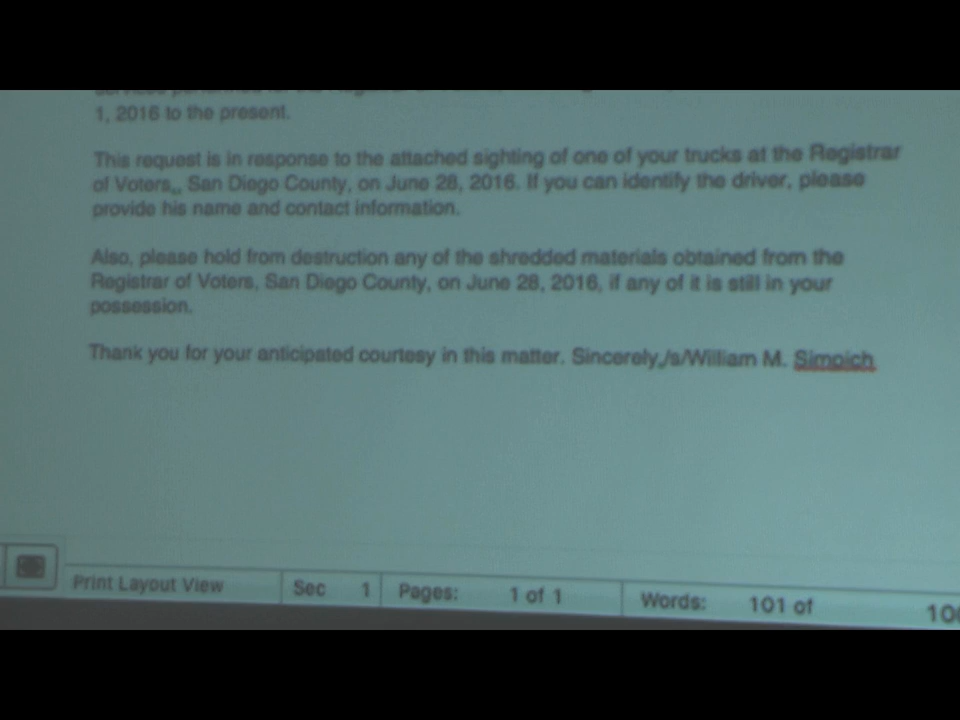 1, 2016 to the present.
This request is in response to the attached sighting of one of your trucks at the Registrar
of Voters,, San Diego County, on June 28, 2016. If you can identify the driver, please
provide his name and contact information.
Also, please hold from destruction any of the shredded materials obtained from the
Registrar of Voters, San Diego County, on June 28, 2016, if any of it is still in your
possession.
Thank you for your anticipated courtesy in this matter. Sincerely,/s/William M. Simpich
Print Layout View Sec 1 Pages: 1 of 1 Words: 101 of